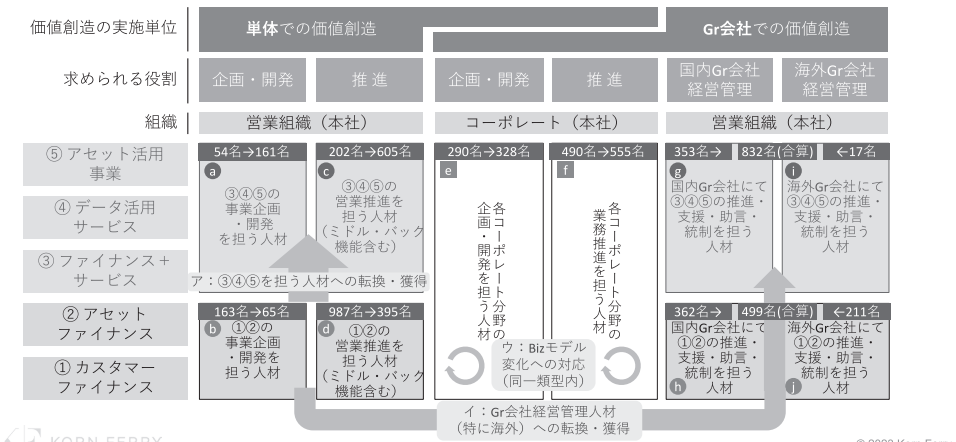 価値創造の実施単位
単体での価値創造
Gr会社での価値創造
求められる役割
企画・開発
推 進
企画・開発
推 進
国内Gr会社
経営管理
海外Gr会社
経営管理
組織
営業組織（本社）
コーポレート（本社）
営業組織（本社）
⑤ アセット活用
事業
④ データ活用
サービス
③ ファイナンス＋
サービス
② アセット
ファイナンス
① カスタマー
ファイナンス
54名→161名
a
③④⑤の
事業企画
・開発
を担う人材
202名→605名
c
③④⑤の
営業推進を
担う人材
（ミドル・バック
機能含む）
290名→328名
e
各コーポレート分野の
企画・開発を担う人材
490名→555名
f
各コーポレート分野の
業務推進を担う人材
353名→
832名(合算)
←17名
g
国内Gr会社にて
③④⑤の推進・
支援・助言・
統制を担う
人材
i
海外Gr会社にて
③④⑤の推進・
支援・助言・
統制を担う
人材
ア：③④⑤を担う人材への転換・獲得
163名→65名
b
①②の
事業企画
・開発を
担う人材
987名→395名
d
①②の
営業推進を
担う人材
（ミドル・バック
機能含む）
ウ：Bizモデル
変化への対応
（同一類型内）
362名→
499名(合算)
←211名
国内Gr会社にて
①②の推進・
支援・助言・
統制を担う
人材
h
海外Gr会社にて
①②の推進・
支援・助言・
統制を担う
人材
j
イ：Gr会社経営管理人材
（特に海外）への転換・獲得
KORN FERRY